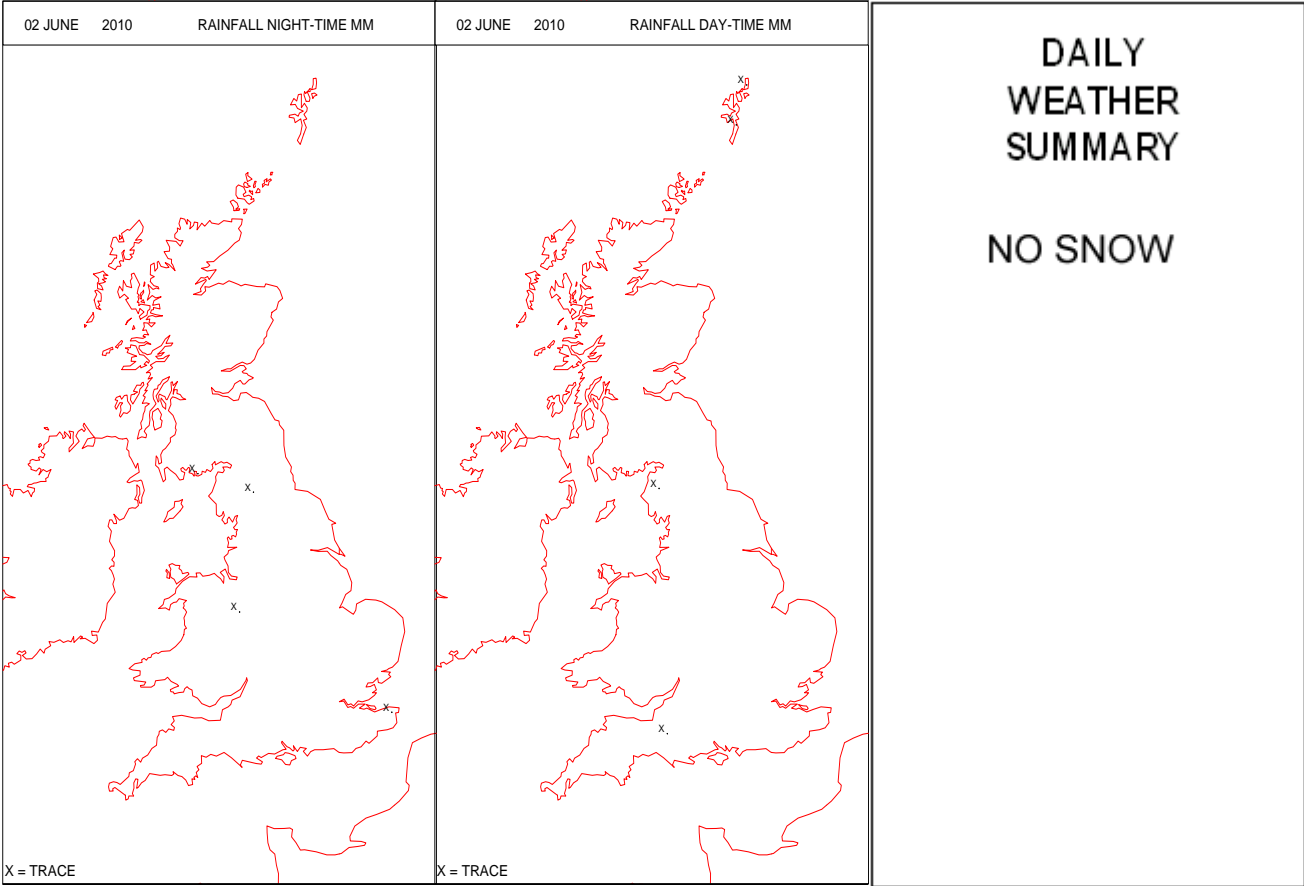 02 JUNE 2010 RAINFALL NIGHT-TIME MM
X
X.
X.
X.
X = TRACE
02 JUNE 2010 RAINFALL DAY-TIME MM
X.
X.
X.
X.
X = TRACE
DAILY
WEATHER
SUMMARY
NO SNOW